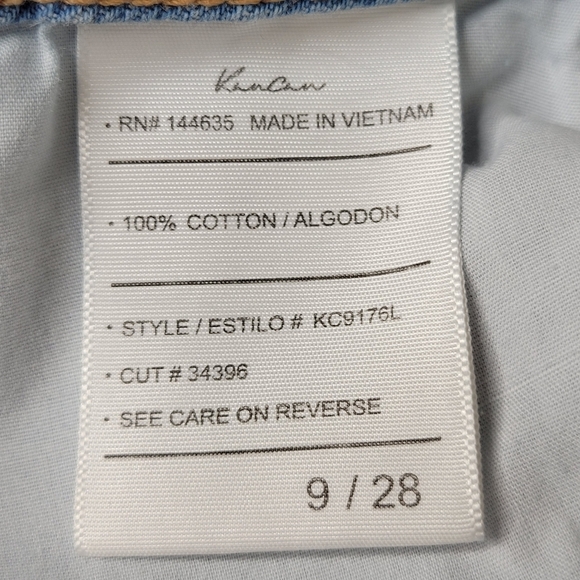 KanCan
• RN# 144635 MADE IN VIETNAM
• 100% COTTON / ALGODON
• STYLE / ESTILO # KC9176L
• CUT # 34396
• SEE CARE ON REVERSE
9 / 28